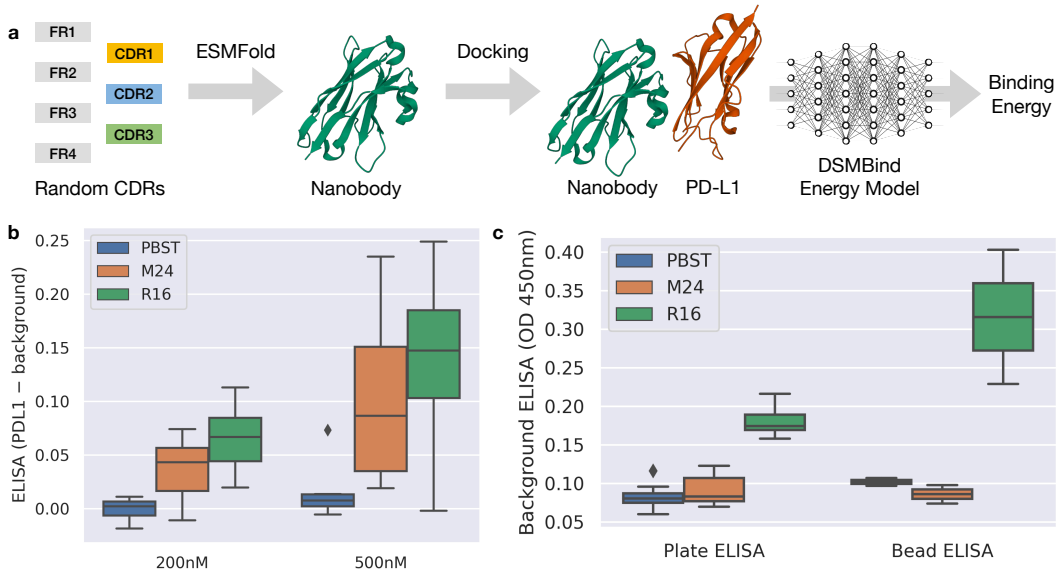 a
FR1
CDR1
FR2
CDR2
FR3
CDR3
FR4
Random CDRs
ESMFold
Nanobody
Docking
Nanobody
PD-L1
DSMBind
Energy Model
Binding
Energy
b
ELISA (PDL1 − background)
0.25
0.20
0.15
0.10
0.05
0.00
PBST
M24
R16
200nM
500nM
c
Background ELISA (OD 450nm)
0.40
0.35
0.30
0.25
0.20
0.15
0.10
0.05
PBST
M24
R16
Plate ELISA
Bead ELISA